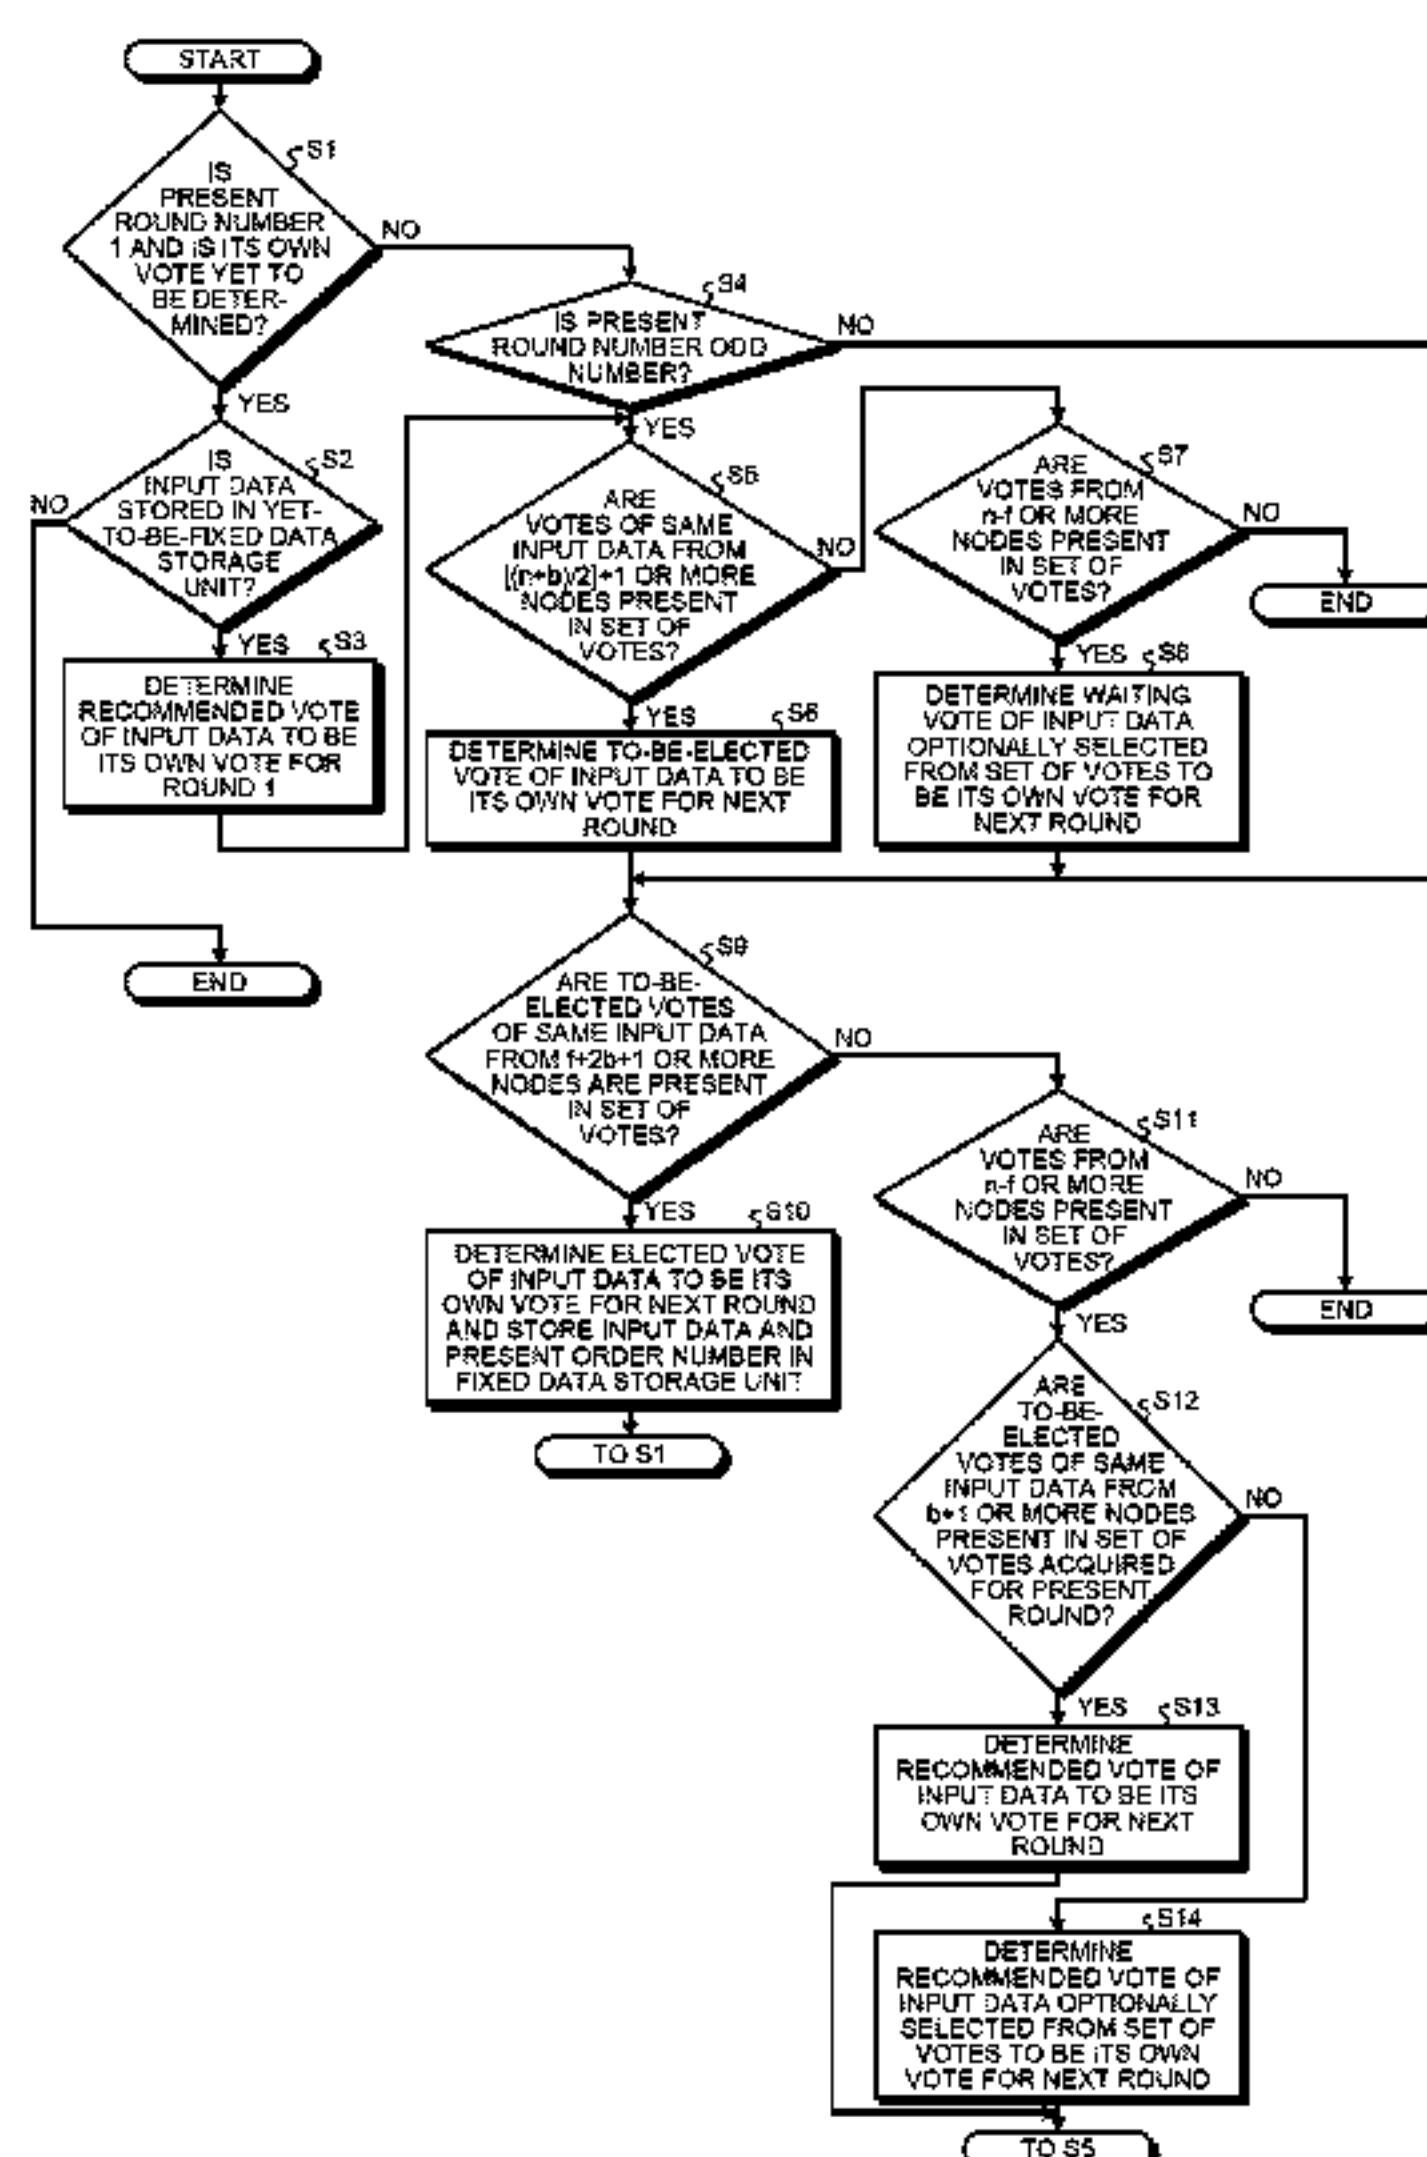 START
S1
IS
PRESENT
ROUND NUMBER
1 AND IS ITS OWN
VOTE YET TO
BE DETER-
MINED?
NO
YES
S2
IS
INPUT DATA
STORED IN YET-
TO-BE-FIXED DATA
STORAGE
UNIT?
NO
YES
S3
DETERMINE
RECOMMENDED VOTE
OF INPUT DATA TO BE
ITS OWN VOTE FOR
ROUND 1
END
S4
IS PRESENT
ROUND NUMBER ODD
NUMBER?
NO
YES
S5
ARE
VOTES OF SAME
INPUT DATA FROM
[(n+b)/2]+1 OR MORE
NODES PRESENT
IN SET OF
VOTES?
NO
YES
S6
DETERMINE TO-BE-ELECTED
VOTE OF INPUT DATA TO BE
ITS OWN VOTE FOR NEXT
ROUND
S7
ARE
VOTES FROM
n-f OR MORE
NODES PRESENT
IN SET OF
VOTES?
NO
END
YES
S8
DETERMINE WAITING
VOTE OF INPUT DATA
OPTIONALLY SELECTED
FROM SET OF VOTES TO
BE ITS OWN VOTE FOR
NEXT ROUND
S9
ARE TO-BE-
ELECTED VOTES
OF SAME INPUT DATA
FROM f+2b+1 OR MORE
NODES ARE PRESENT
IN SET OF
VOTES?
NO
YES
S10
DETERMINE ELECTED VOTE
OF INPUT DATA TO BE ITS
OWN VOTE FOR NEXT ROUND
AND STORE INPUT DATA AND
PRESENT ORDER NUMBER IN
FIXED DATA STORAGE UNIT
TO S1
S11
ARE
VOTES FROM
n-f OR MORE
NODES PRESENT
IN SET OF
VOTES?
NO
END
YES
S12
ARE
TO-BE-
ELECTED
VOTES OF SAME
INPUT DATA FROM
b+1 OR MORE NODES
PRESENT IN SET OF
VOTES ACQUIRED
FOR PRESENT
ROUND?
NO
YES
S13
DETERMINE
RECOMMENDED VOTE OF
INPUT DATA TO BE ITS
OWN VOTE FOR NEXT
ROUND
S14
DETERMINE
RECOMMENDED VOTE OF
INPUT DATA OPTIONALLY
SELECTED FROM SET OF
VOTES TO BE ITS OWN
VOTE FOR NEXT ROUND
TO S5